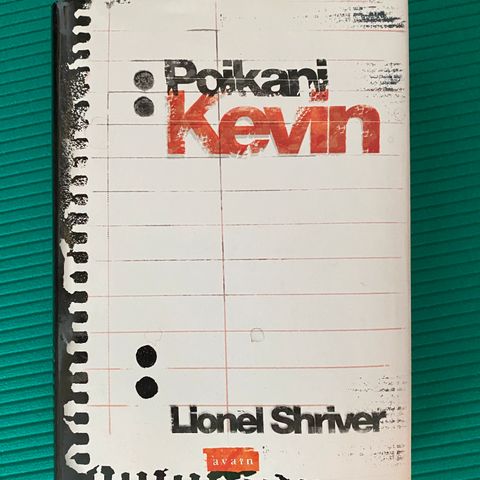 Poikani
Kevin
Lionel Shriver
avain